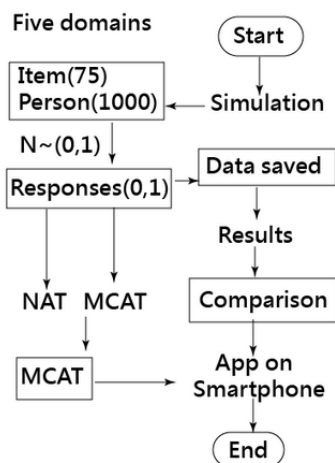 Five domains
Start
Item(75)
Person(1000)
Simulation
N~(0,1)
Responses(0,1)
Data saved
Results
NAT MCAT
Comparison
MCAT
App on
Smartphone
End